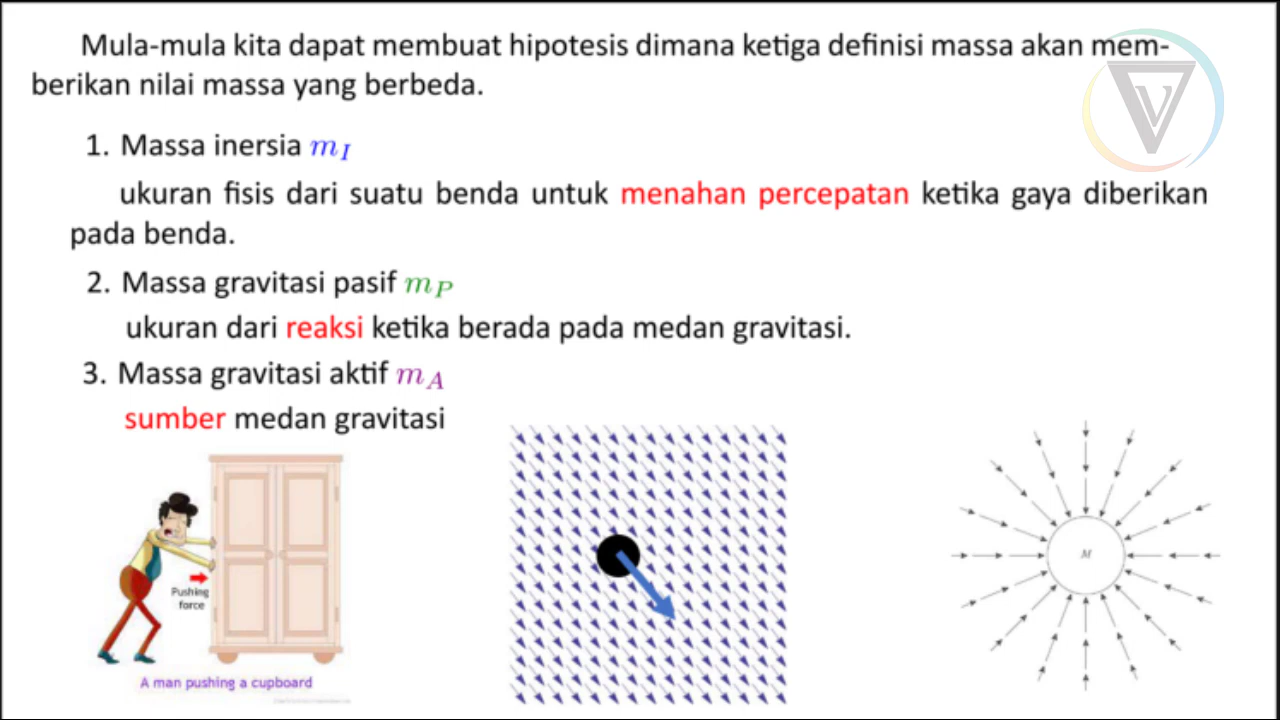 Mula-mula kita dapat membuat hipotesis dimana ketiga definisi massa akan mem-
berikan nilai massa yang berbeda.
1. Massa inersia m_I
ukuran fisis dari suatu benda untuk menahan percepatan ketika gaya diberikan
pada benda.
2. Massa gravitasi pasif m_P
ukuran dari reaksi ketika berada pada medan gravitasi.
3. Massa gravitasi aktif m_A
sumber medan gravitasi
Pushing
force
A man pushing a cupboard
M
V